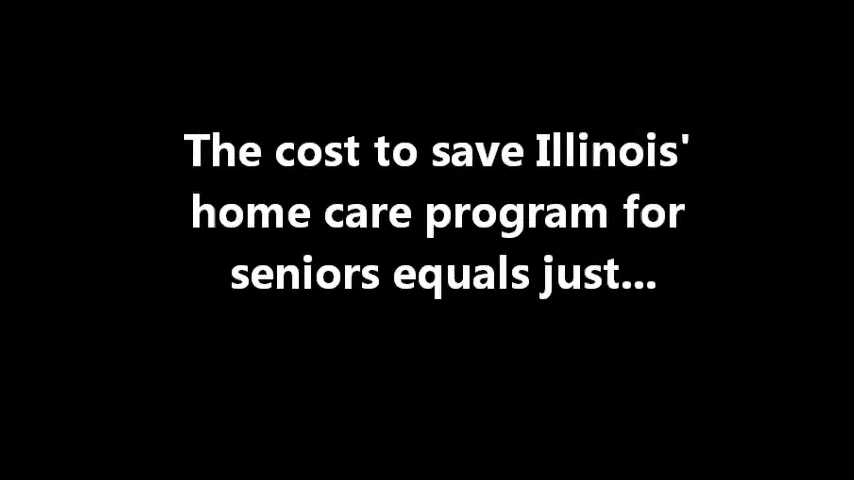 The cost to save Illinois'
home care program for
seniors equals just...